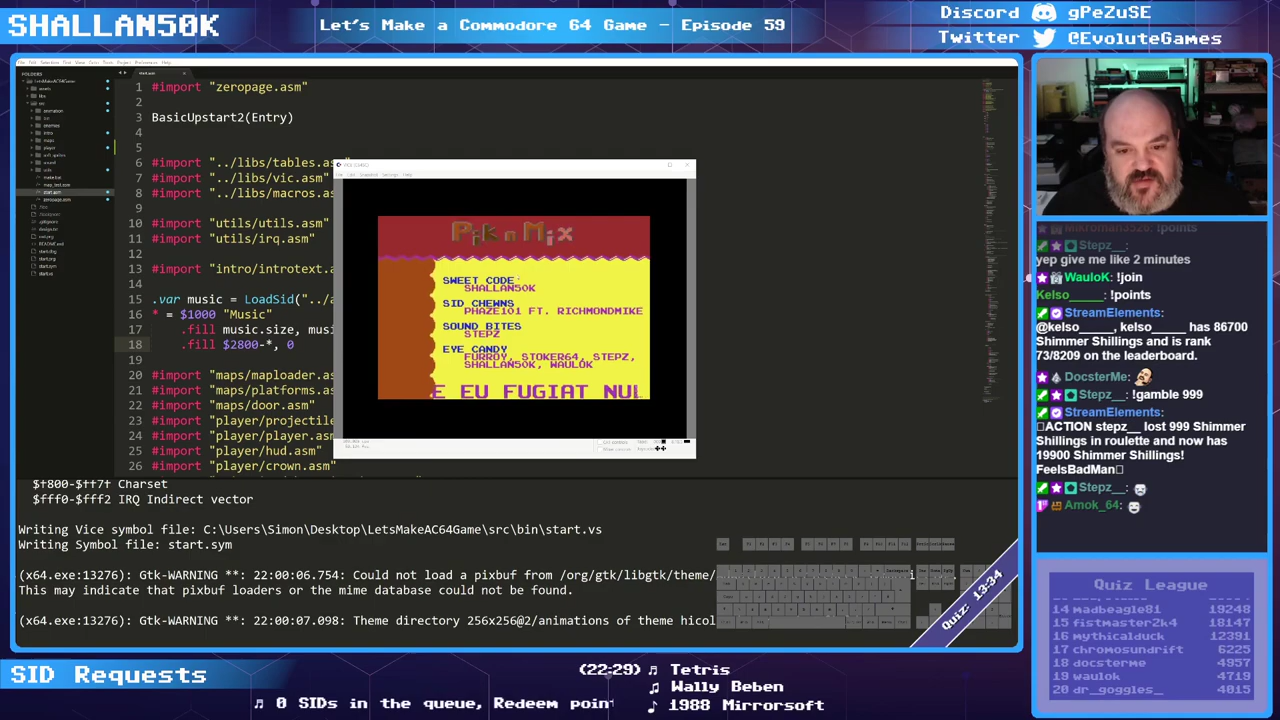 SHALLAN50K
Let's Make a Commodore 64 Game - Episode 59
Discord gPeZuSE
Twitter @EvoluteGames
FOLDERS
1 #import "zeropage.asm"
2
3 BasicUpstart2(Entry)
4
5
6 #import "../libs/tables.as
7 #import "../libs/vic.asm"
8 #import "../libs/macros.as
9
10 #import "utils/utils.asm"
11 #import "utils/irq.asm"
12
13 #import "intro/introtext.a
14
15 .var music = LoadSid("../a
16 * = $1000 "Music"
17 .fill music.size, musi
18 .fill $2800-*, 0
19
20 #import "maps/maploader.as
21 #import "maps/platforms.as
22 #import "maps/door.asm"
23 #import "player/projectile
24 #import "player/player.asm
25 #import "player/hud.asm"
26 #import "player/crown.asm"
Pik n Mix
SWEET CODE
SHALLAN50K
SID CHEWNS
PHAZE101 FT. RICHMONDMIKE
SOUND BITES
STEPZ
EYE CANDY
FURROY, STOKER64, STEPZ,
SHALLAN50K, WAULOK
E EU FUGIAT NUL
$f800-$ff7f Charset
$fff0-$fff2 IRQ Indirect vector
Writing Vice symbol file: C:\Users\Simon\Desktop\LetsMakeAC64Game\src\bin\start.vs
Writing Symbol file: start.sym
(x64.exe:13276): Gtk-WARNING **: 22:00:06.754: Could not load a pixbuf from /org/gtk/libgtk/theme/
This may indicate that pixbuf loaders or the mime database could not be found.
(x64.exe:13276): Gtk-WARNING **: 22:00:07.098: Theme directory 256x256@2/animations of theme hicol
Quiz: 13:34
Mikroman3526: !points
Stepz_:
yep give me like 2 minutes
WauloK: !join
Kelso_____: !points
StreamElements:
@kelso_____, kelso_____ has 86700
Shimmer Shillings and is rank
73/8209 on the leaderboard.
DocsterMe:
Stepz__: !gamble 999
StreamElements:
ACTION stepz__ lost 999 Shimmer
Shillings in roulette and now has
19900 Shimmer Shillings!
FeelsBadMan
Stepz__:
Amok_64:
Quiz League
14 madbeagle81 19248
15 fistmaster2k4 18147
16 mythicalduck 12391
17 chromosundrift 6225
18 docsterme 4957
19 waulok 4719
20 dr_goggles_ 4015
SID Requests
(22:29) ♫ Tetris
♫ Wally Beben
♪ 1988 Mirrorsoft
♫ 0 SIDs in the queue, Redeem poin